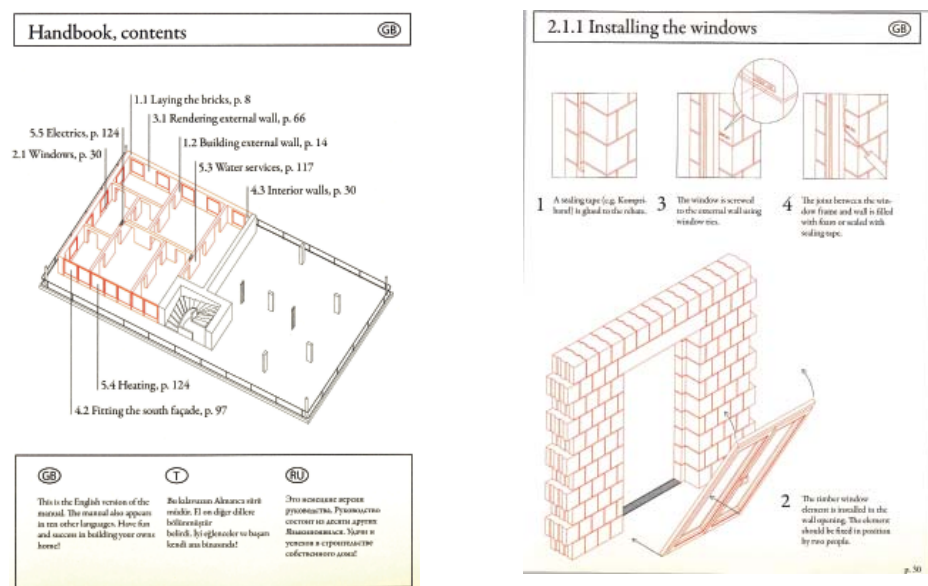 Handbook, contents
GB
1.1 Laying the bricks, p. 8
3.1 Rendering external wall, p. 66
5.5 Electrics, p. 124
1.2 Building external wall, p. 14
2.1 Windows, p. 30
5.3 Water services, p. 117
4.3 Interior walls, p. 30
5.4 Heating, p. 124
4.2 Fitting the south façade, p. 97
GB
This is the English version of the
manual. The manual also appears
in ten other languages. Have fun
and success in building your own
home!
T
Bu kılavuzun Almanca sürü
müdür. El on diğer dillere
bölünmüştür
belirdi. İyi eğlenceler ve başarı
kendi ana binasında!
RU
Это немецкие версии
руководства. Руководство
состоит из десяти других
Удачи и
успехов в строительстве
собственного дома!
2.1.1 Installing the windows
GB
1 A sealing tape (e.g. Kompri-
band) is glued to the rebate.
3 The window is screwed
to the external wall using
window ties.
4 The joint between the win-
dow frame and wall is filled
with foam or sealed with
sealing tape.
2 The timber window
element is installed in the
wall opening. The element
should be fixed in position
by two people.
p. 30